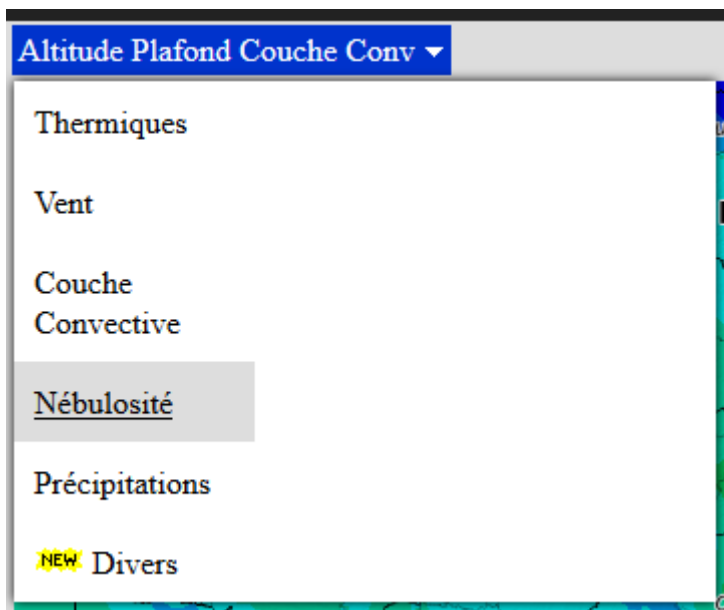 Altitude Plafond Couche Conv
Thermiques
Vent
Couche
Convective
Nébulosité
Précipitations
NEW Divers